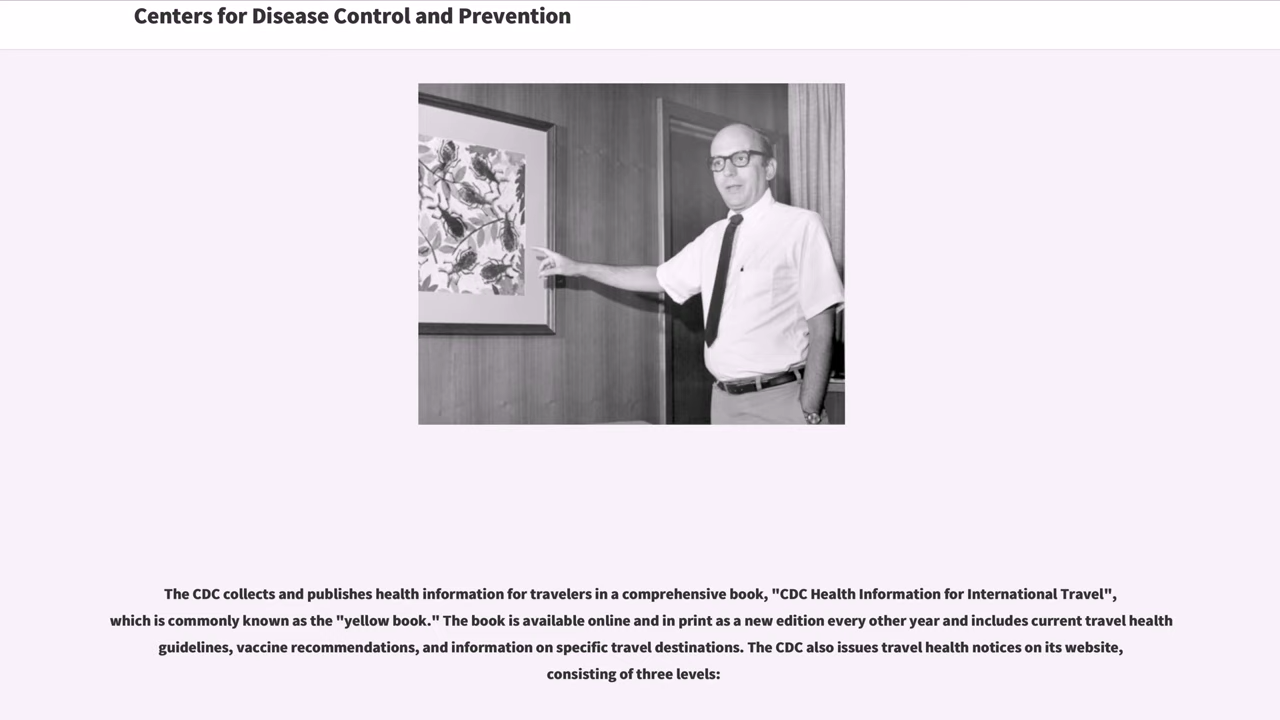 Centers for Disease Control and Prevention
The CDC collects and publishes health information for travelers in a comprehensive book, "CDC Health Information for International Travel",
which is commonly known as the "yellow book." The book is available online and in print as a new edition every other year and includes current travel health
guidelines, vaccine recommendations, and information on specific travel destinations. The CDC also issues travel health notices on its website,
consisting of three levels: